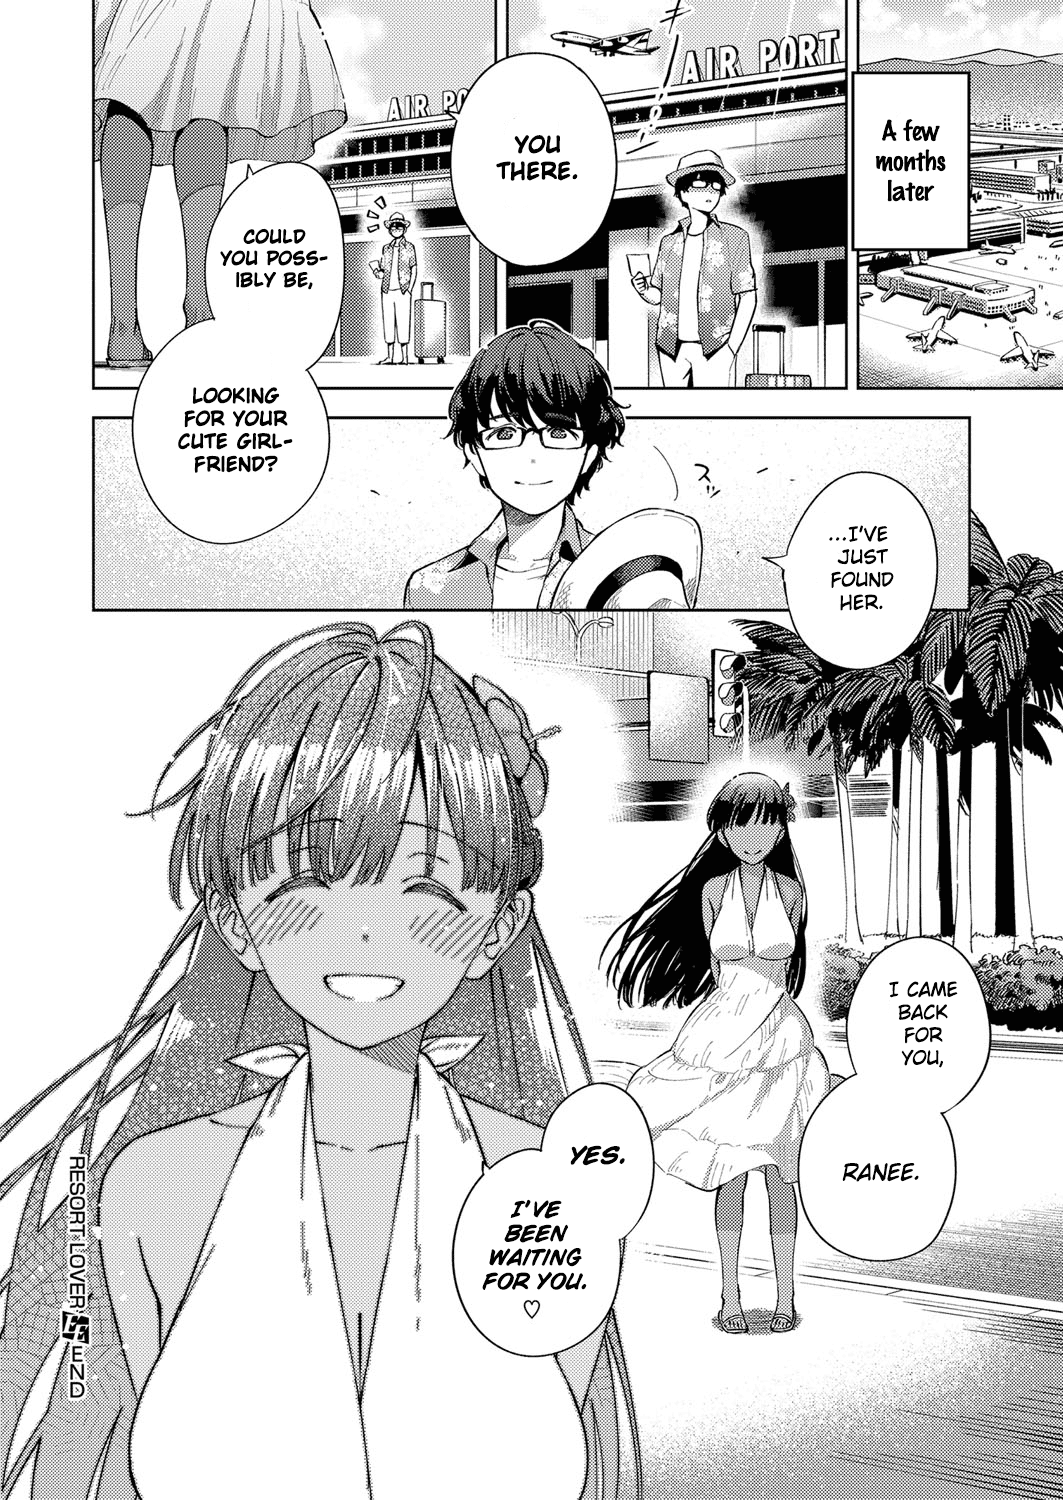 A few
months
later
AIR PORT
YOU
THERE.
AIR PO
COULD
YOU POSS-
IBLY BE,
LOOKING
FOR YOUR
CUTE GIRL-
FRIEND?
スッ
...I'VE
JUST
FOUND
HER.
I CAME
BACK
FOR
YOU,
RANEE.
YES.
I'VE
BEEN
WAITING
FOR YOU.
♡
RESORT LOVER END